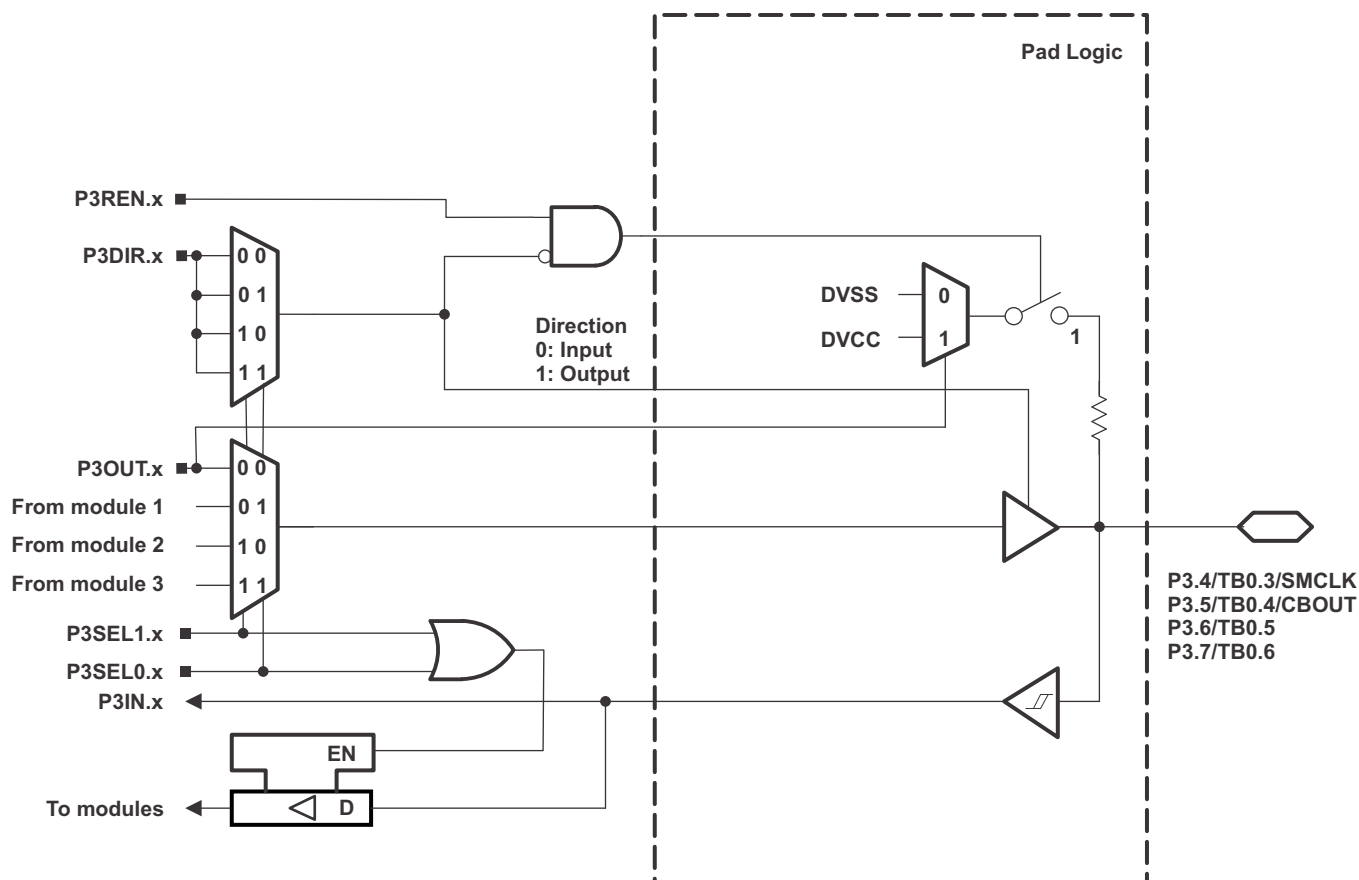 Pad Logic
P3REN.x
P3DIR.x
0 0
0 1
1 0
1 1
Direction
0: Input
1: Output
DVSS
0
DVCC
1
1
P3OUT.x
0 0
From module 1
0 1
From module 2
1 0
From module 3
1 1
P3SEL1.x
P3SEL0.x
P3IN.x
P3.4/TB0.3/SMCLK
P3.5/TB0.4/CBOUT
P3.6/TB0.5
P3.7/TB0.6
EN
To modules
D